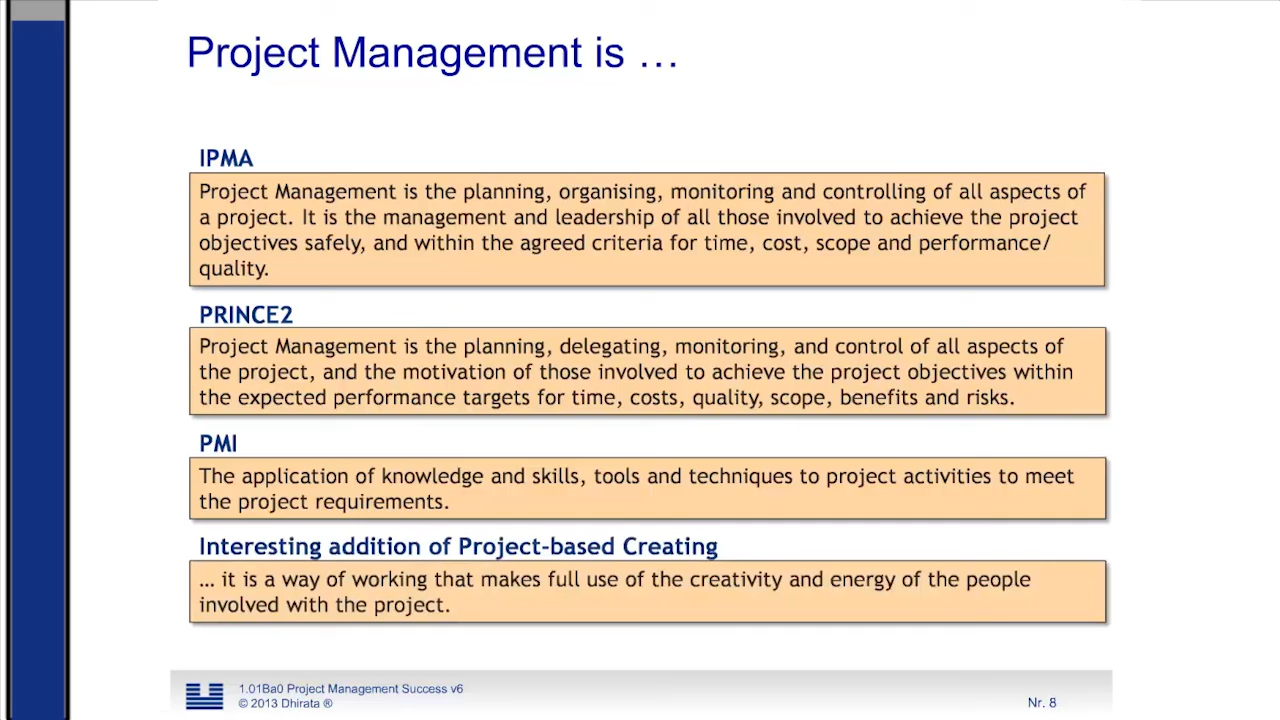 Project Management is …
IPMA
Project Management is the planning, organising, monitoring and controlling of all aspects of
a project. It is the management and leadership of all those involved to achieve the project
objectives safely, and within the agreed criteria for time, cost, scope and performance/
quality.
PRINCE2
Project Management is the planning, delegating, monitoring, and control of all aspects of
the project, and the motivation of those involved to achieve the project objectives within
the expected performance targets for time, costs, quality, scope, benefits and risks.
PMI
The application of knowledge and skills, tools and techniques to project activities to meet
the project requirements.
Interesting addition of Project-based Creating
… it is a way of working that makes full use of the creativity and energy of the people
involved with the project.
1.01Ba0 Project Management Success v6
© 2013 Dhirata ®
Nr. 8